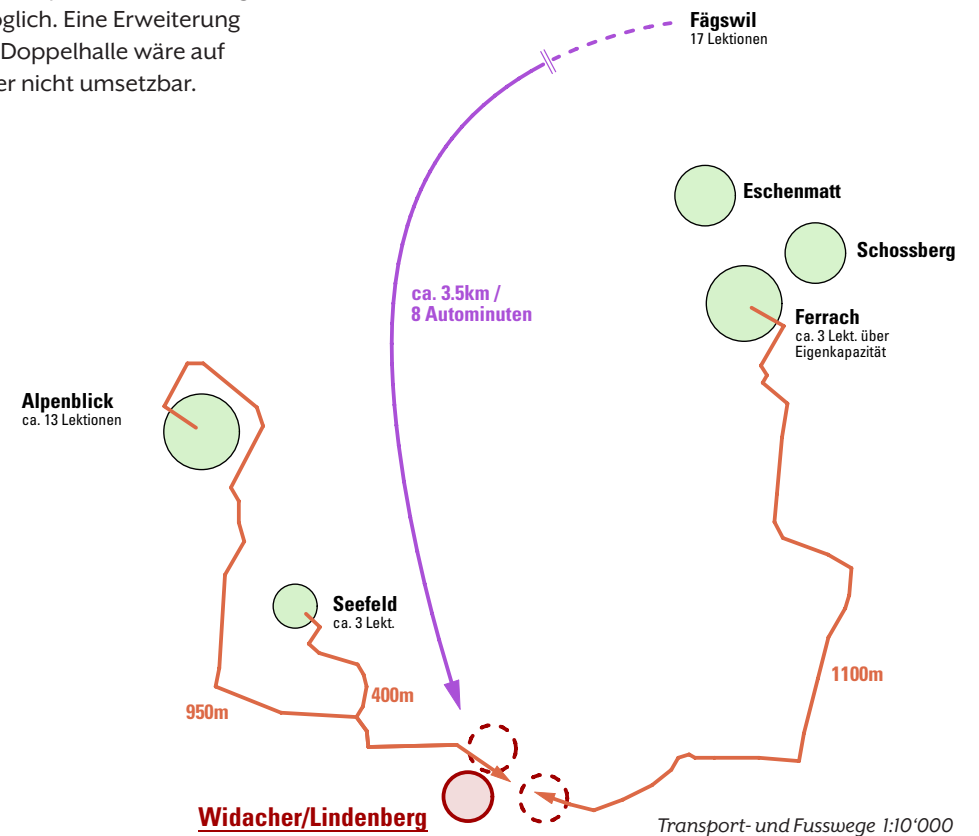 öglich. Eine Erweiterung
Doppelhalle wäre auf
er nicht umsetzbar.
Fägswil
17 Lektionen
Eschenmatt
Schossberg
ca. 3.5km /
8 Autominuten
Ferrach
ca. 3 Lekt. über
Eigenkapazität
Alpenblick
ca. 13 Lektionen
Seefeld
ca. 3 Lekt.
1100m
400m
950m
Widacher/Lindenberg
Transport- und Fusswege 1:10‘000